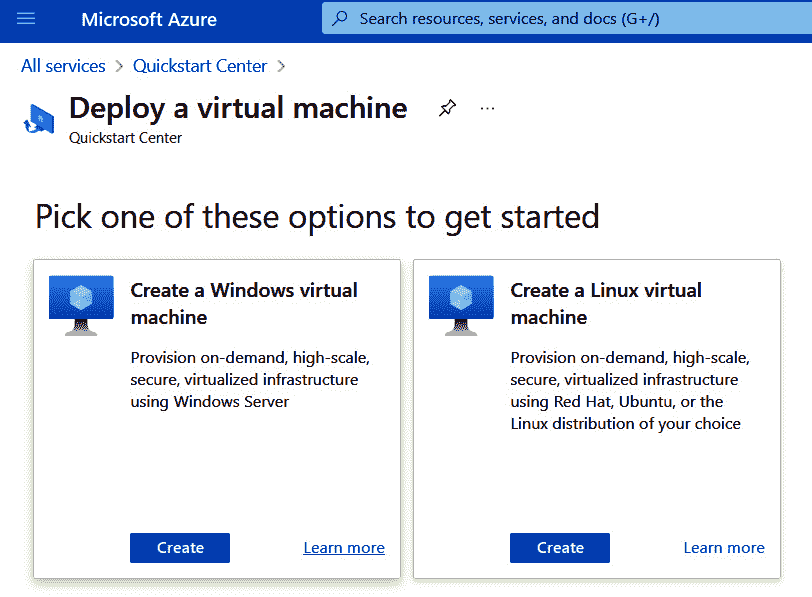 Microsoft Azure
Search resources, services, and docs (G+/)
All services > Quickstart Center >
Deploy a virtual machine
...
Quickstart Center
Pick one of these options to get started
Create a Windows virtual
machine
Provision on-demand, high-scale,
secure, virtualized infrastructure
using Windows Server
Create
Learn more
Create a Linux virtual
machine
Provision on-demand, high-scale,
secure, virtualized infrastructure
using Red Hat, Ubuntu, or the
Linux distribution of your choice
Create
Learn more